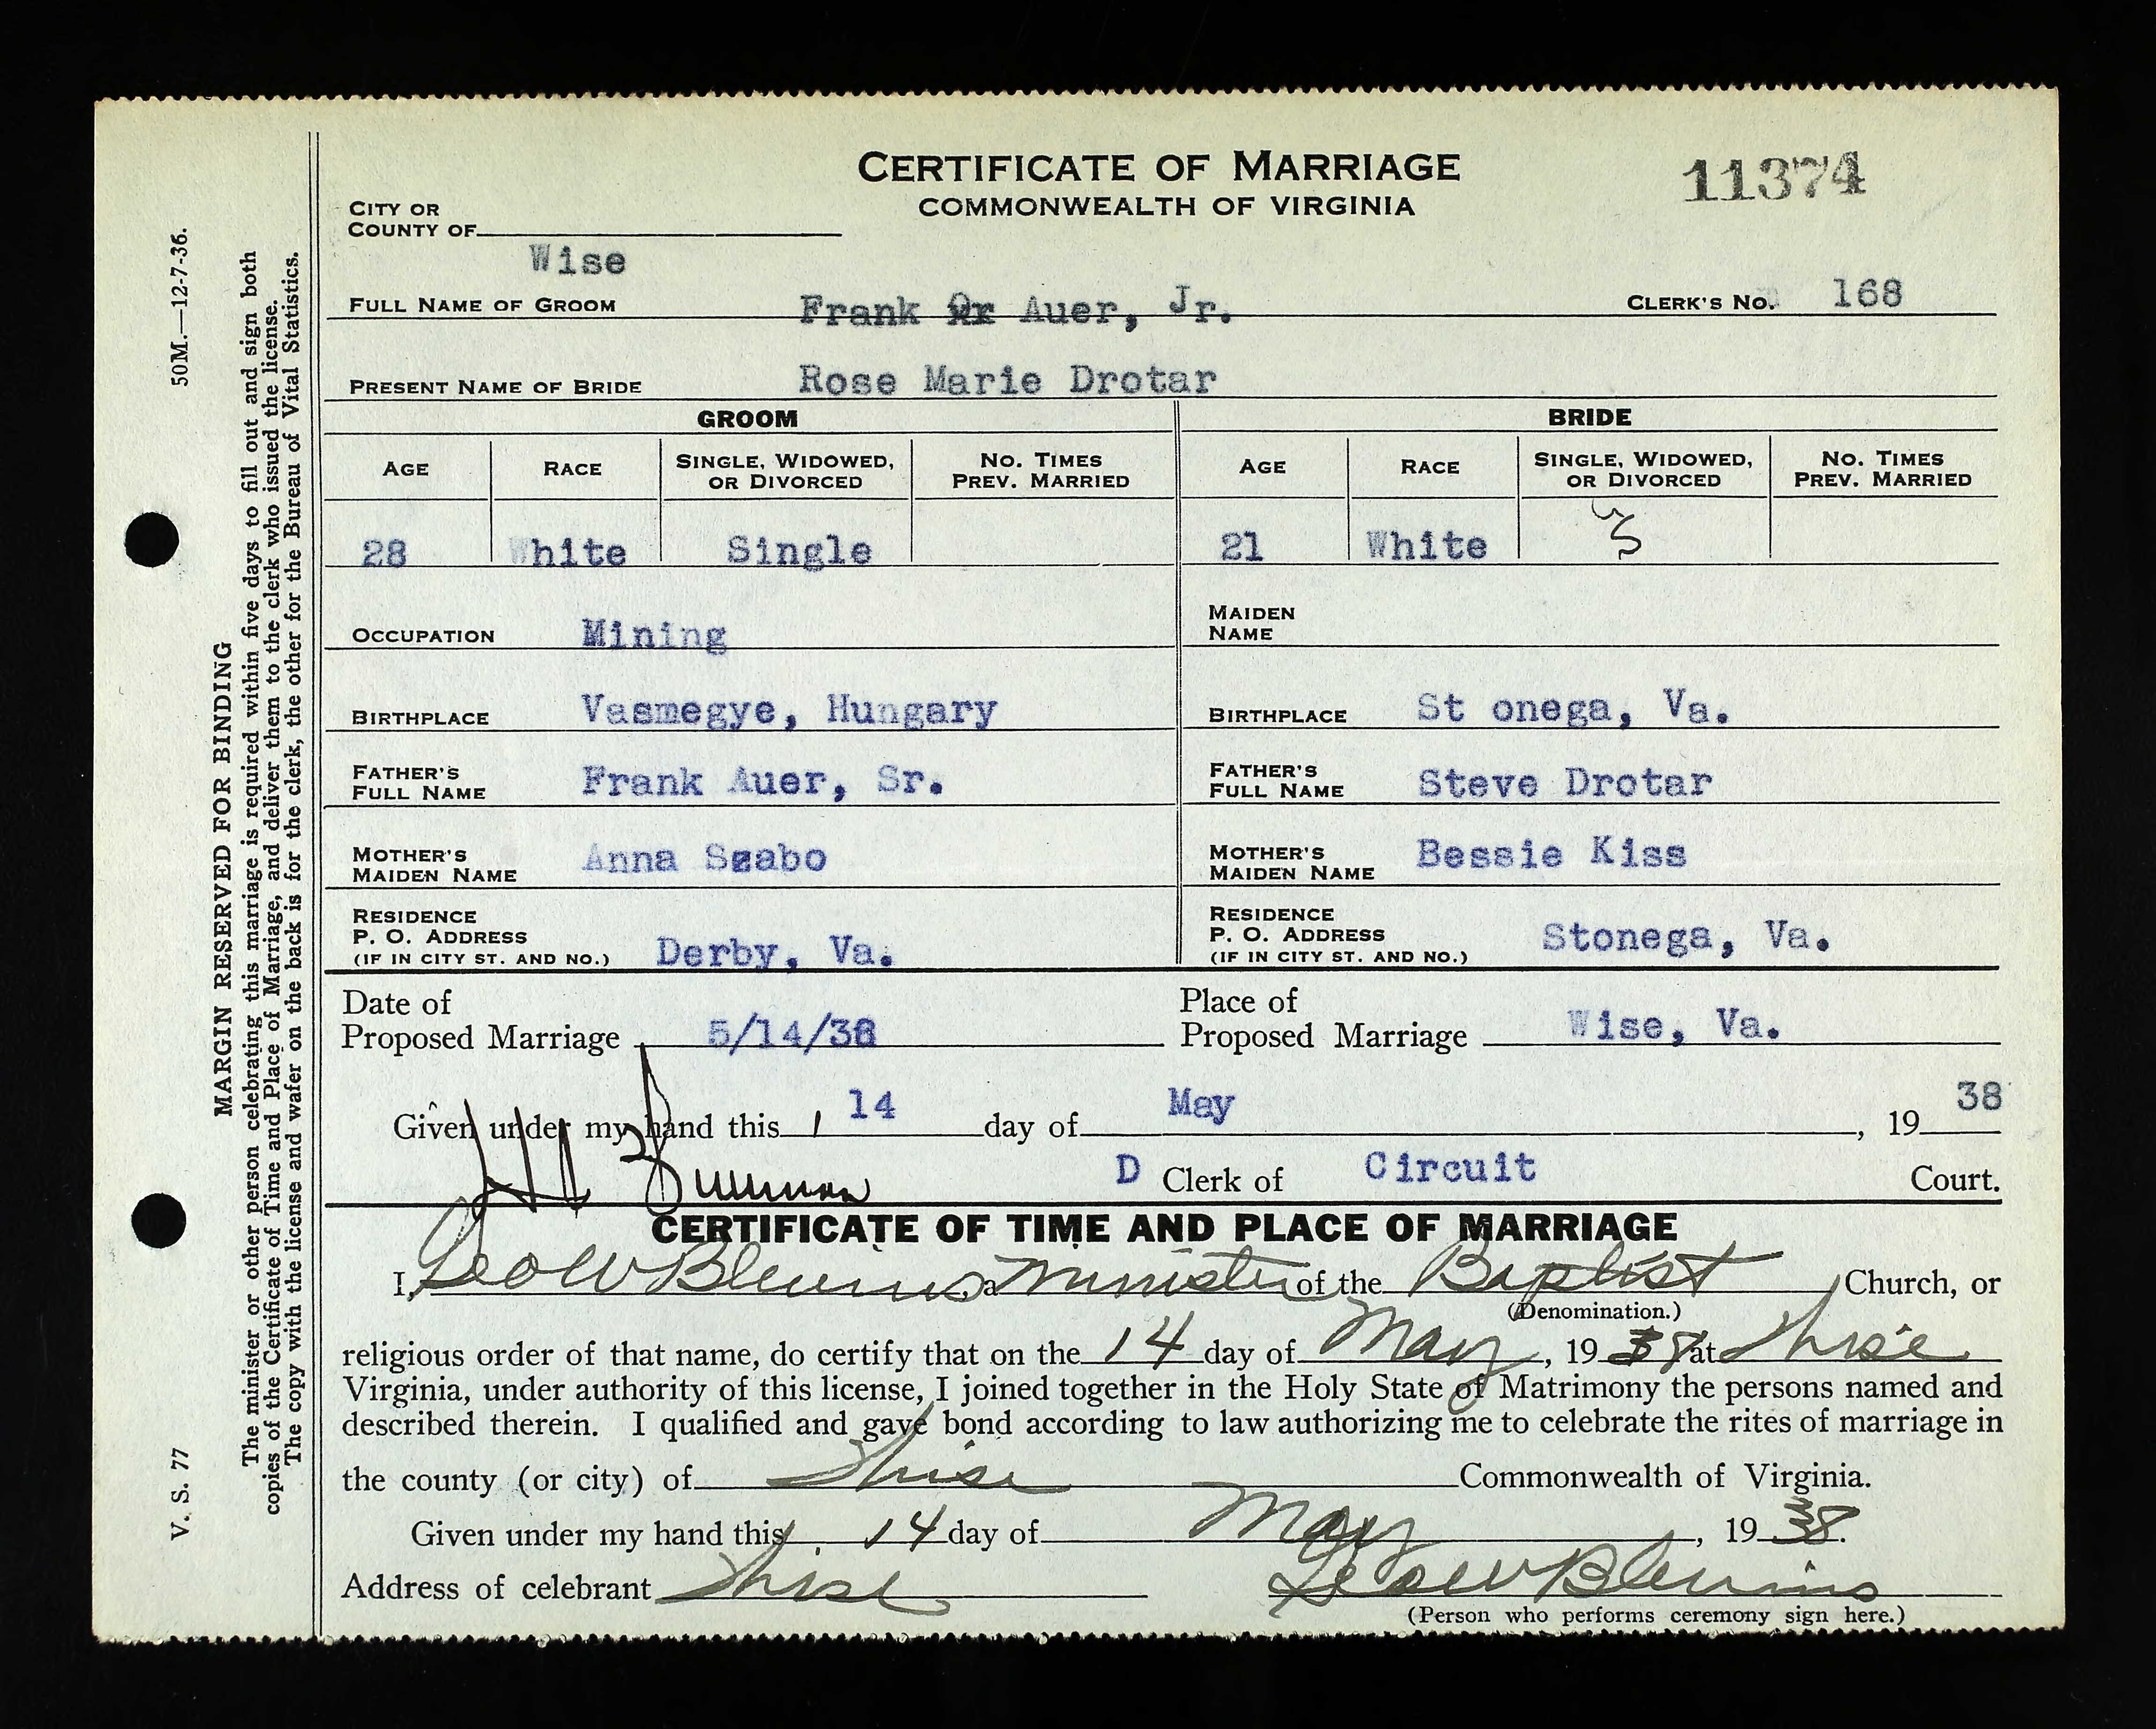 CERTIFICATE OF MARRIAGE
COMMONWEALTH OF VIRGINIA
11374
CITY OR
COUNTY OF
Wise
FULL NAME OF GROOM Frank Auer, Jr. CLERK'S NO. 168
PRESENT NAME OF BRIDE Rose Marie Drotar
GROOM BRIDE
AGE RACE SINGLE, WIDOWED, OR DIVORCED NO. TIMES PREV. MARRIED AGE RACE SINGLE, WIDOWED, OR DIVORCED NO. TIMES PREV. MARRIED
28 White Single 21 White S
OCCUPATION Mining MAIDEN NAME
BIRTHPLACE Vasmegye, Hungary BIRTHPLACE St onega, Va.
FATHER'S FULL NAME Frank Auer, Sr. FATHER'S FULL NAME Steve Drotar
MOTHER'S MAIDEN NAME Anna Szabo MOTHER'S MAIDEN NAME Bessie Kiss
RESIDENCE P. O. ADDRESS (IF IN CITY ST. AND NO.) Derby, Va. RESIDENCE P. O. ADDRESS (IF IN CITY ST. AND NO.) Stonega, Va.
Date of Proposed Marriage 5/14/38 Place of Proposed Marriage Wise, Va.
Given under my hand this 14 day of May, 1938
D Clerk of Circuit Court.
CERTIFICATE OF TIME AND PLACE OF MARRIAGE
I, Geo W Blevins, a Minister of the Baptist Church, or
(Denomination.)
religious order of that name, do certify that on the 14 day of May, 1938 at Wise
Virginia, under authority of this license, I joined together in the Holy State of Matrimony the persons named and
described therein. I qualified and gave bond according to law authorizing me to celebrate the rites of marriage in
the county (or city) of Wise Commonwealth of Virginia.
Given under my hand this 14 day of May, 1938.
Address of celebrant Wise Geo W Blevins
(Person who performs ceremony sign here.)
V. S. 77 50M.—12-7-36.
MARGIN RESERVED FOR BINDING
The minister or other person celebrating this marriage is required within five days to fill out and sign both
copies of the Certificate of Time and Place of Marriage, and deliver them to the clerk who issued the license.
The copy with the license and wafer on the back is for the clerk, the other for the Bureau of Vital Statistics.